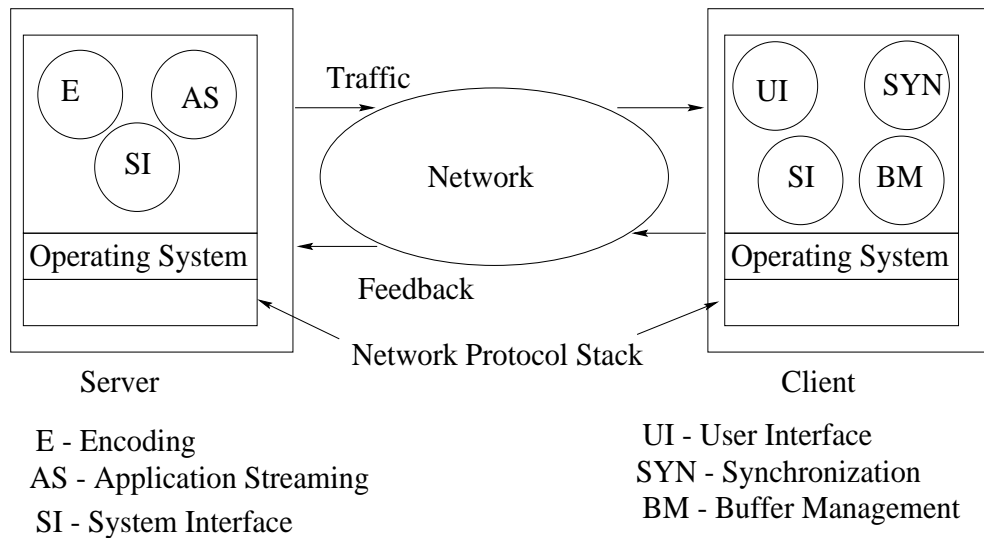 Traffic
E
AS
SI
UI
SYN
SI
BM
Network
Operating System
Operating System
Feedback
Network Protocol Stack
Server
Client
E - Encoding
AS - Application Streaming
SI - System Interface
UI - User Interface
SYN - Synchronization
BM - Buffer Management